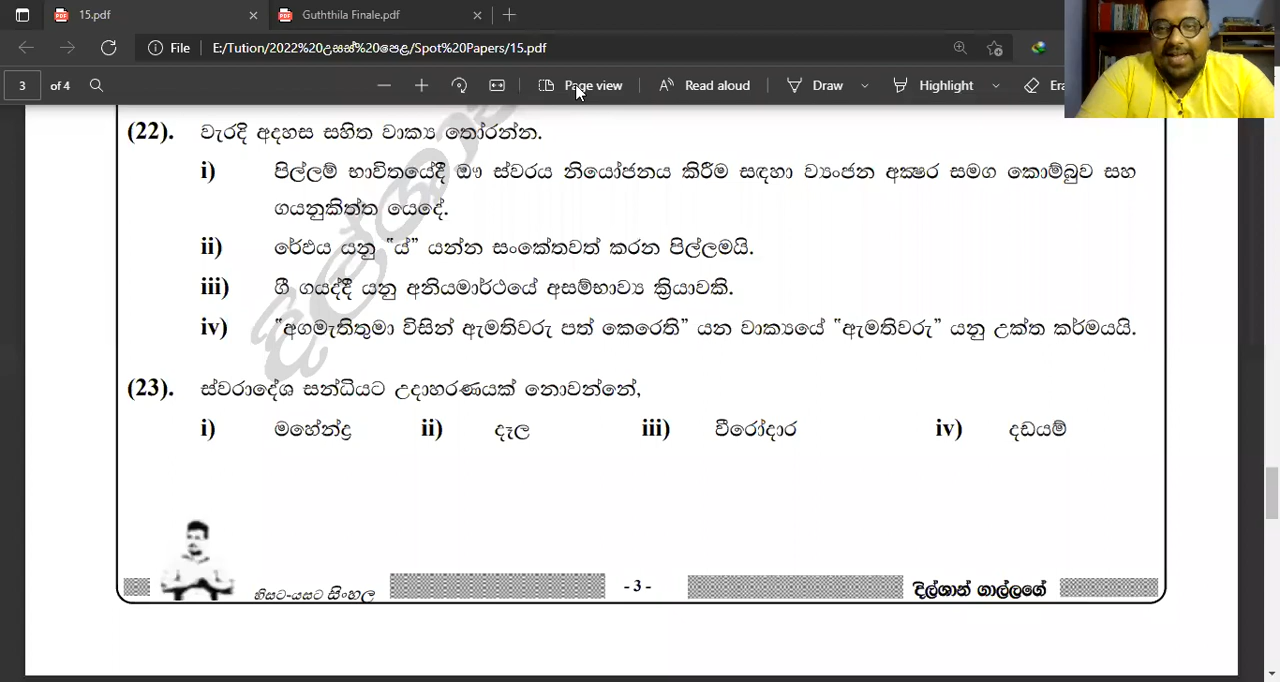 15.pdf
Guththila Finale.pdf
File E:/Tution/2022%20උසස්%20පෙළ/Spot%20Papers/15.pdf
3 of 4 Page view Read aloud Draw Highlight Era
(22). වැරදි අදහස සහිත වාක්‍ය තෝරන්න.
i) පිල්ලම් භාවිතයේදී ඖ ස්වරය නියෝජනය කිරීම සඳහා ව්‍යංජන අක්‍ෂර සමග කොම්බුව සහ
ගයනුකිත්ත යෙදේ.
ii) රේඵය යනු “ය්” යන්න සංකේතවත් කරන පිල්ලමයි.
iii) ගී ගයද්දී යනු අනියමාර්ථයේ අසම්භාව්‍ය ක්‍රියාවකි.
iv) “අගමැතිතුමා විසින් ඇමතිවරු පත් කෙරෙති” යන වාක්‍යයේ “ඇමතිවරු” යනු උක්ත කර්මයයි.
(23). ස්වරාදේශ සන්ධියට උදාහරණයක් නොවන්නේ,
i) මහේන්ද්‍ර ii) දෑල iii) වීරෝදාර iv) දඩයම්
හිසට-යසට සිංහල - 3 - දිල්ශාන් ගාල්ලගේ